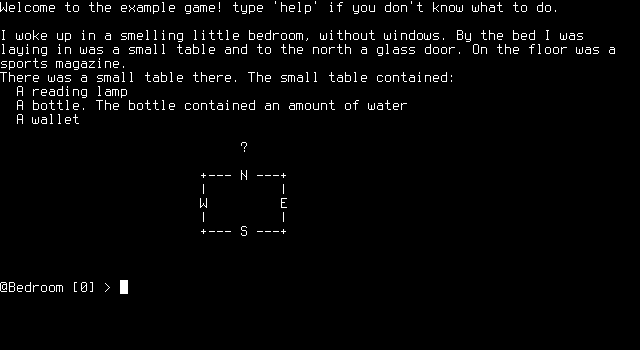 Welcome to the example game! type 'help' if you don't know what to do.
I woke up in a smelling little bedroom, without windows. By the bed I was
laying in was a small table and to the north a glass door. On the floor was a
sports magazine.
There was a small table there. The small table contained:
  A reading lamp
  A bottle. The bottle contained an amount of water
  A wallet
?
+--- N ---+
|         |
W         E
|         |
+--- S ---+
@Bedroom [0] >